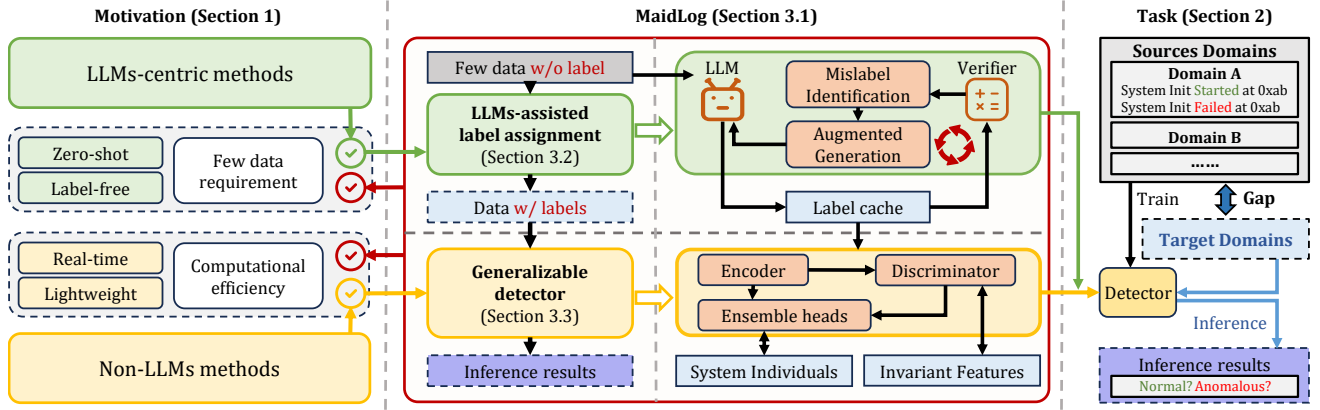 Motivation (Section 1)
LLMs-centric methods
Zero-shot
Label-free
Few data
requirement
Real-time
Lightweight
Computational
efficiency
Non-LLMs methods
MaidLog (Section 3.1)
Few data w/o label
LLMs-assisted
label assignment
(Section 3.2)
Data w/ labels
Generalizable
detector
(Section 3.3)
Inference results
LLM
Mislabel
Identification
Verifier
Augmented
Generation
Label cache
Encoder
Discriminator
Ensemble heads
System Individuals
Invariant Features
Task (Section 2)
Sources Domains
Domain A
System Init Started at 0xab
System Init Failed at 0xab
Domain B
......
Train
Gap
Target Domains
Detector
Inference
Inference results
Normal? Anomalous?